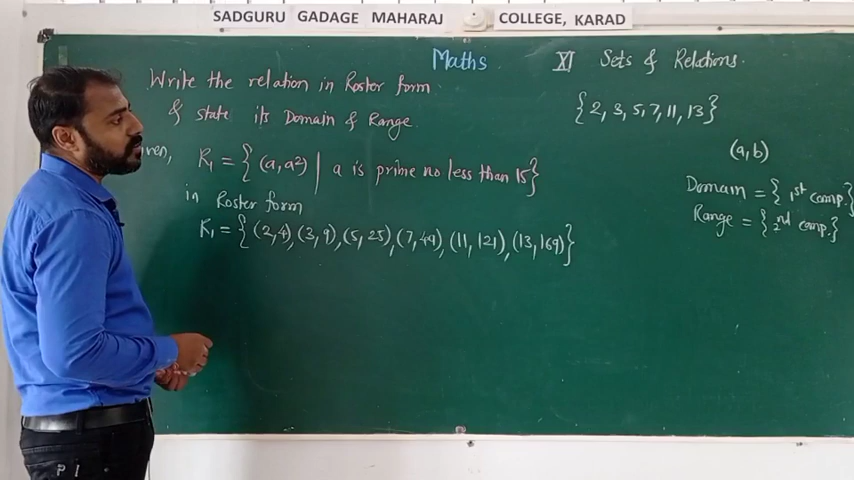 SADGURU GADAGE MAHARAJ COLLEGE, KARAD
Maths XI Sets & Relations.
Write the relation in Roster form
& state its Domain & Range.
{2, 3, 5, 7, 11, 13}
R₁ = {(a, a²) | a is prime no less than 15}
(a, b)
in Roster form
R₁ = {(2,4), (3, 9), (5, 25), (7, 49), (11, 121), (13, 169)}
Domain = {1st comp.}
Range = {2nd comp.}